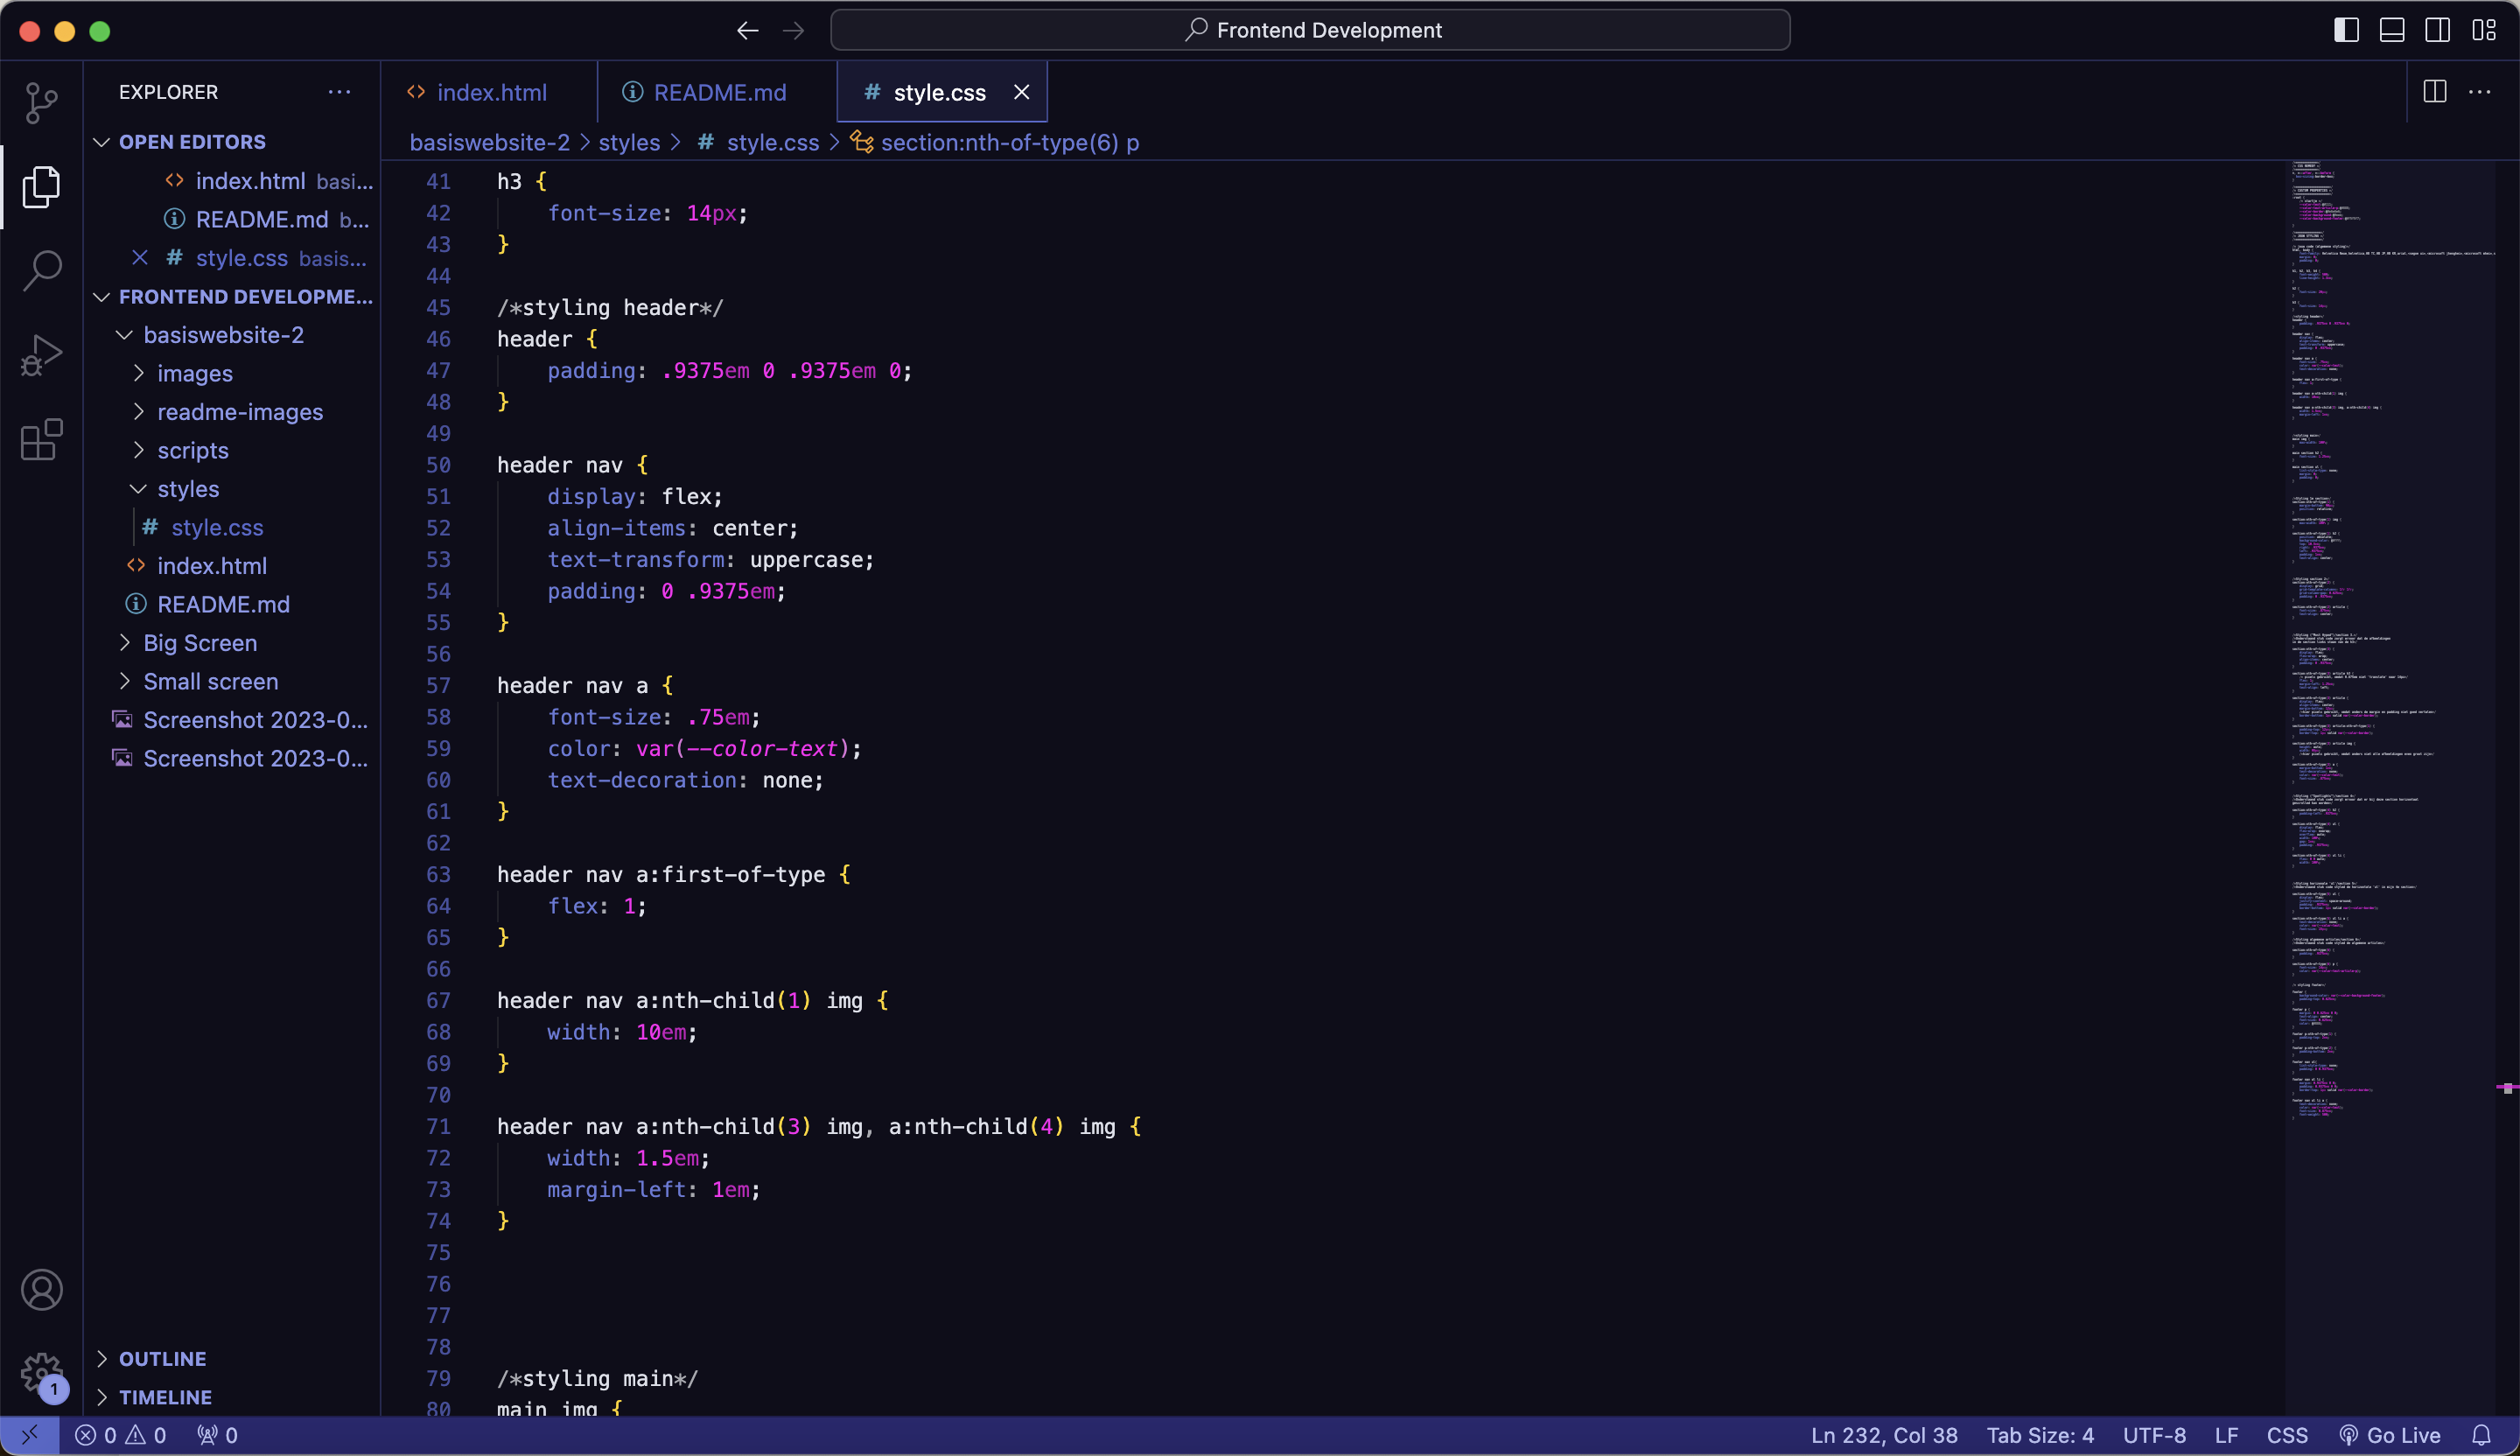 Frontend Development
EXPLORER
OPEN EDITORS
index.html basi...
README.md b...
style.css basis...
FRONTEND DEVELOPME...
basiswebsite-2
images
readme-images
scripts
styles
# style.css
index.html
README.md
Big Screen
Small screen
Screenshot 2023-0...
Screenshot 2023-0...
OUTLINE
TIMELINE
1
index.html
README.md
# style.css
basiswebsite-2 > styles > # style.css > section:nth-of-type(6) p
41 h3 {
42 font-size: 14px;
43 }
44
45 /*styling header*/
46 header {
47 padding: .9375em 0 .9375em 0;
48 }
49
50 header nav {
51 display: flex;
52 align-items: center;
53 text-transform: uppercase;
54 padding: 0 .9375em;
55 }
56
57 header nav a {
58 font-size: .75em;
59 color: var(--color-text);
60 text-decoration: none;
61 }
62
63 header nav a:first-of-type {
64 flex: 1;
65 }
66
67 header nav a:nth-child(1) img {
68 width: 10em;
69 }
70
71 header nav a:nth-child(3) img, a:nth-child(4) img {
72 width: 1.5em;
73 margin-left: 1em;
74 }
75
76
77
78
79 /*styling main*/
80 main img {
0 0 0
Ln 232, Col 38 Tab Size: 4 UTF-8 LF CSS Go Live